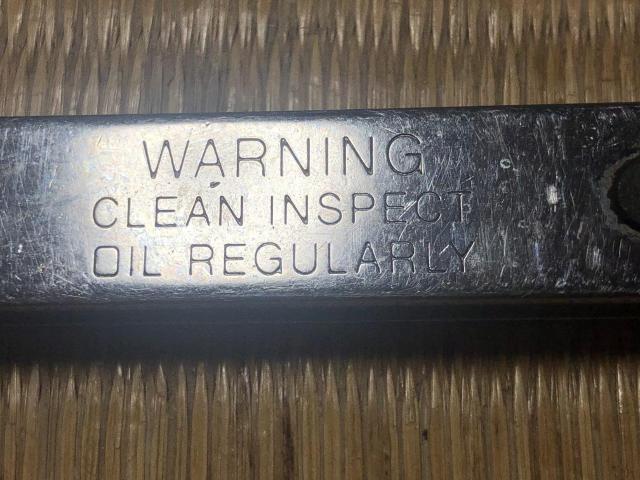 WARNING
CLEAN INSPECT
OIL REGULARLY